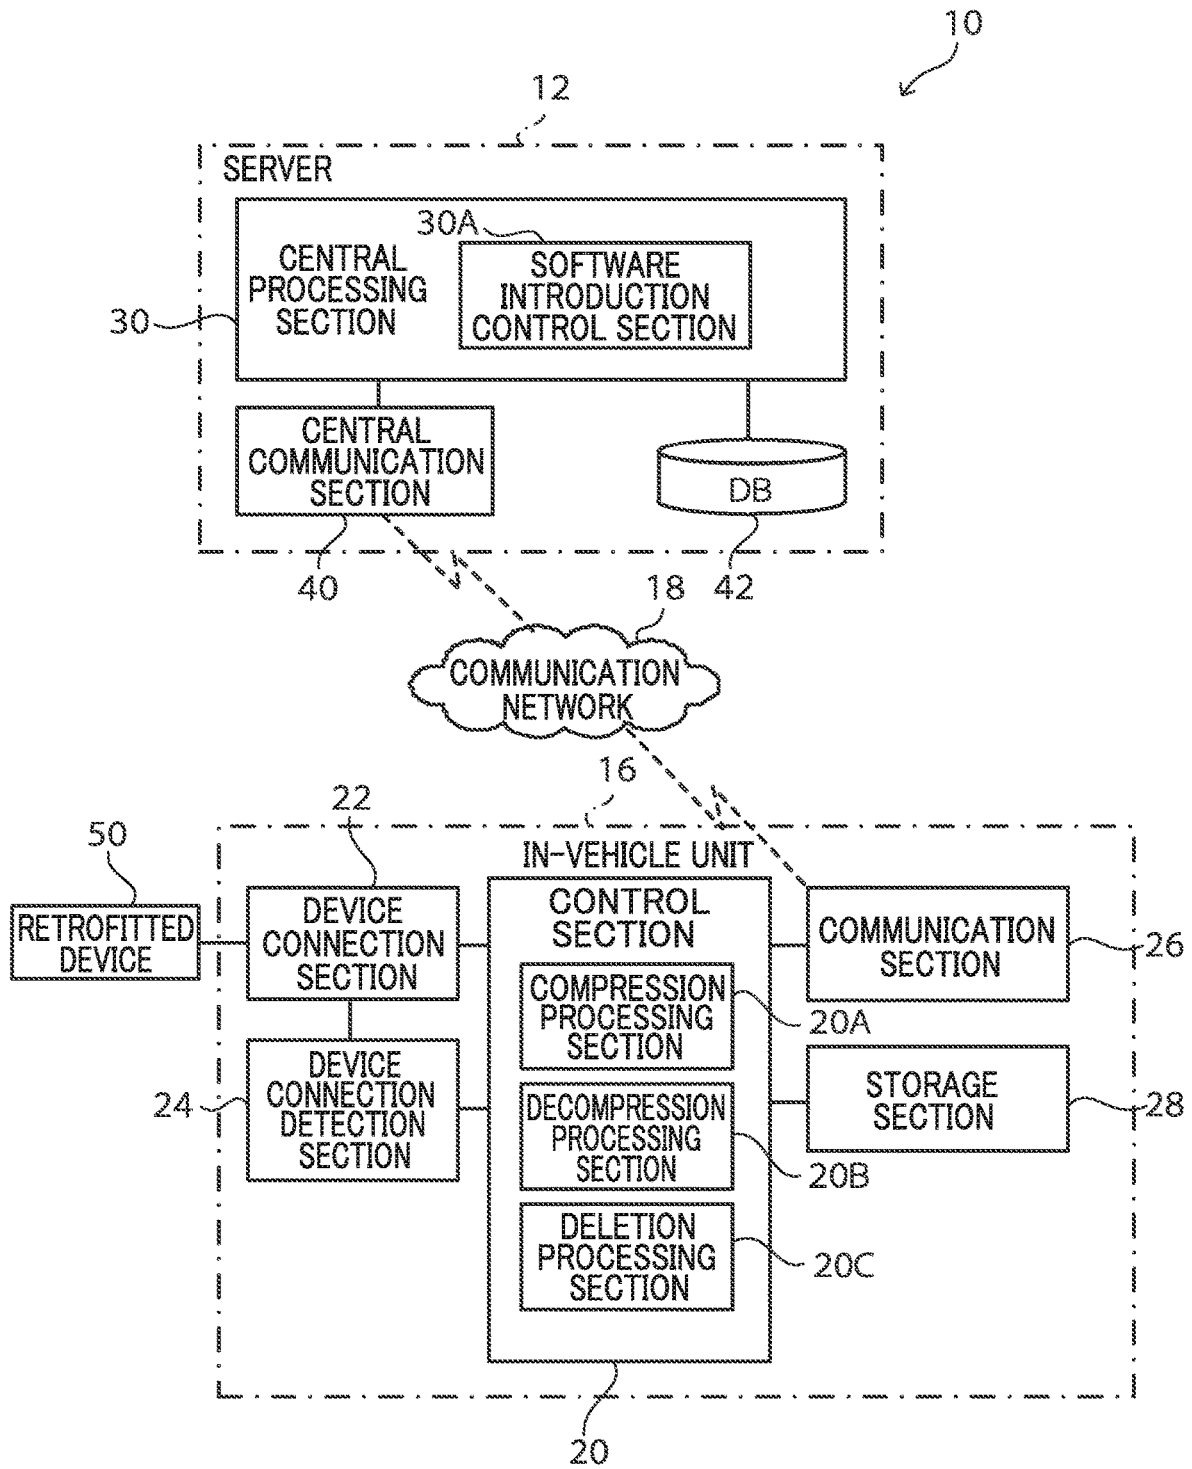 10
12
SERVER
30A
CENTRAL
PROCESSING
SECTION
SOFTWARE
INTRODUCTION
CONTROL SECTION
30
CENTRAL
COMMUNICATION
SECTION
DB
40
42
18
COMMUNICATION
NETWORK
16
22
50
IN-VEHICLE UNIT
RETROFITTED
DEVICE
DEVICE
CONNECTION
SECTION
CONTROL
SECTION
COMMUNICATION
SECTION
26
COMPRESSION
PROCESSING
SECTION
20A
24
DEVICE
CONNECTION
DETECTION
SECTION
STORAGE
SECTION
28
DECOMPRESSION
PROCESSING
SECTION
20B
DELETION
PROCESSING
SECTION
20C
20